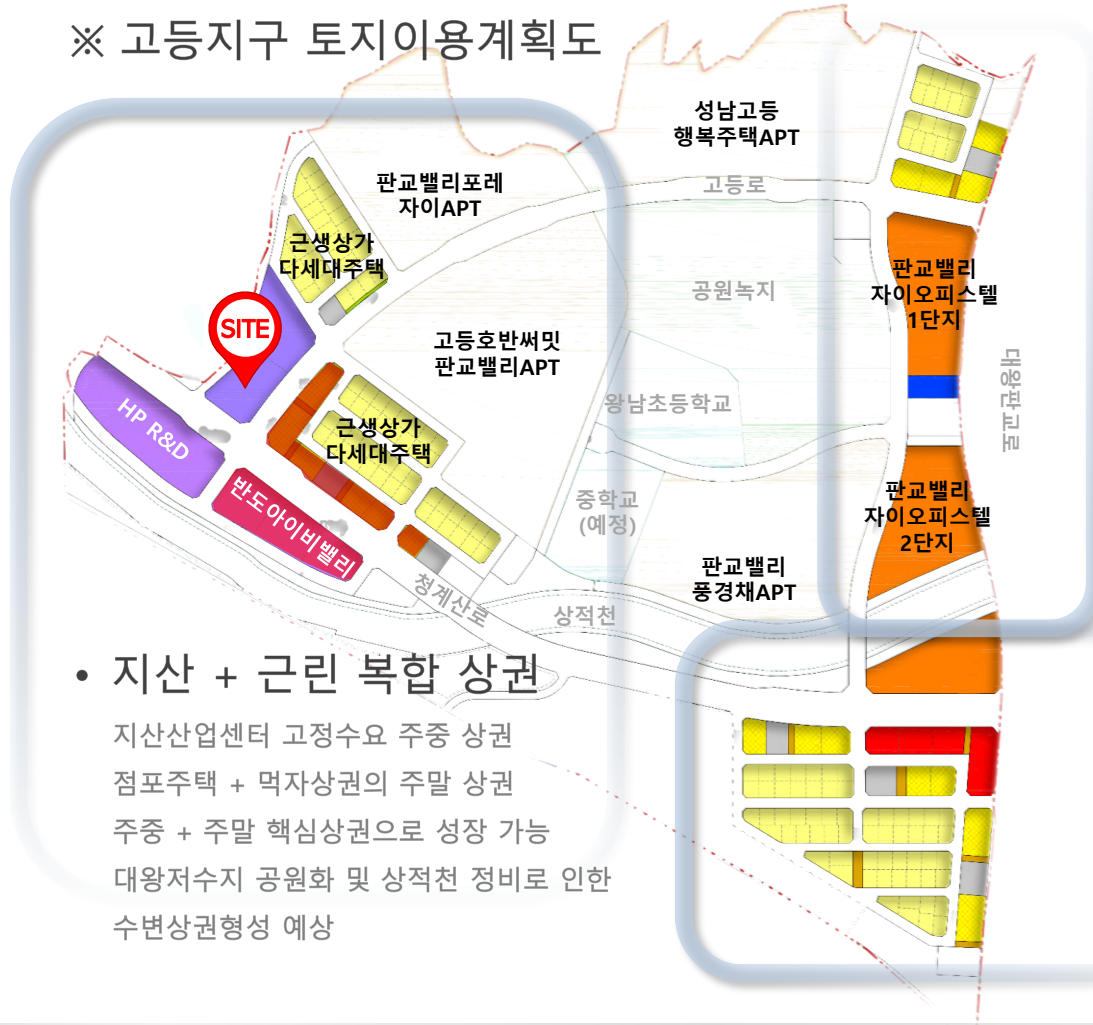 ※ 고등지구 토지이용계획도
성남고등
행복주택APT
판교밸리포레
자이APT
고등로
근생상가
다세대주택
판교밸리
자이오피스텔
1단지
공원녹지
SITE
고등호반써밋
판교밸리APT
대왕판교로
왕남초등학교
HP R&D
근생상가
다세대주택
반도아이비밸리
중학교
(예정)
판교밸리
자이오피스텔
2단지
판교밸리
풍경채APT
청계산로
상적천
• 지산 + 근린 복합 상권
지산산업센터 고정수요 주중 상권
점포주택 + 먹자상권의 주말 상권
주중 + 주말 핵심상권으로 성장 가능
대왕저수지 공원화 및 상적천 정비로 인한
수변상권형성 예상